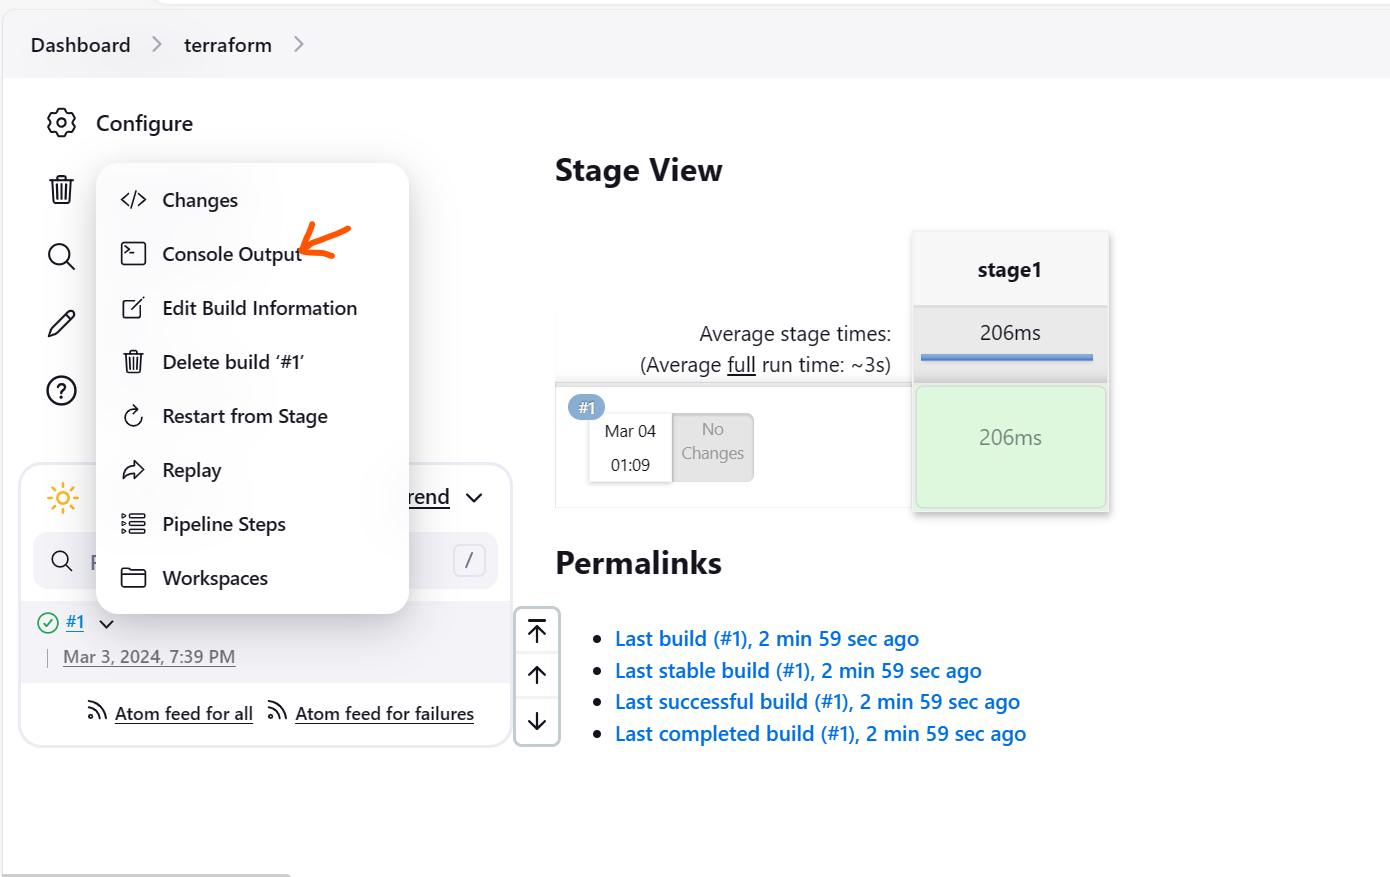 Dashboard > terraform >
Configure
Changes
Console Output
Edit Build Information
Delete build ‘#1’
Restart from Stage
Replay
Pipeline Steps
Workspaces
rend
/
#1
Mar 3, 2024, 7:39 PM
Atom feed for all Atom feed for failures
Stage View
stage1
Average stage times:
(Average full run time: ~3s)
206ms
#1
Mar 04
01:09
No
Changes
206ms
Permalinks
Last build (#1), 2 min 59 sec ago
Last stable build (#1), 2 min 59 sec ago
Last successful build (#1), 2 min 59 sec ago
Last completed build (#1), 2 min 59 sec ago